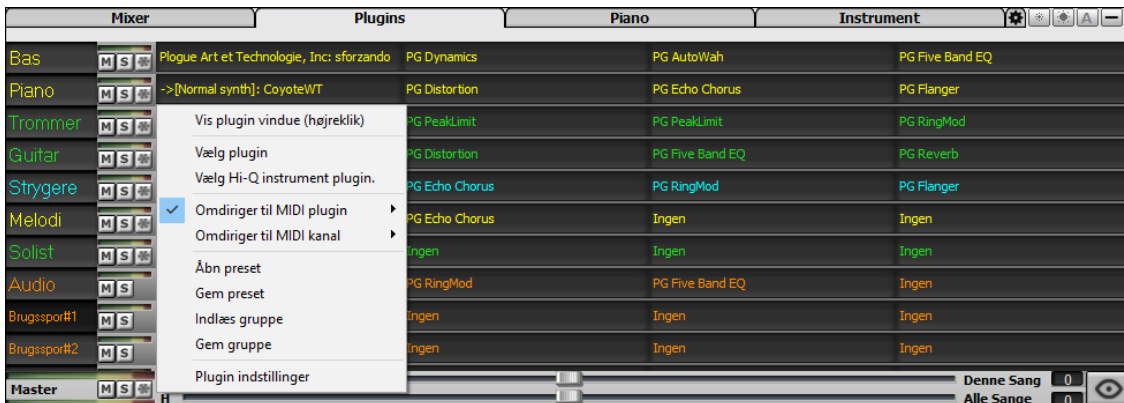 Mixer Plugins Piano Instrument A
Bas M S Plogue Art et Technologie, Inc: sforzando PG Dynamics PG AutoWah PG Five Band EQ
Piano M S ->[Normal synth]: CoyoteWT PG Distortion PG Echo Chorus PG Flanger
Trommer M S PG PeakLimit PG PeakLimit PG RingMod
Guitar M S PG Distortion PG Five Band EQ PG Reverb
Strygere M S PG Echo Chorus PG RingMod PG Flanger
Melodi M S PG Echo Chorus Ingen Ingen
Solist M S Ingen Ingen Ingen
Audio M S PG RingMod PG Five Band EQ Ingen
Brugsspor#1 M S Ingen Ingen Ingen
Brugsspor#2 M S Ingen Ingen Ingen
Master M S Denne Sang 0
H Alle Sange 0
Vis plugin vindue (højreklik)
Vælg plugin
Vælg Hi-Q instrument plugin.
Omdiriger til MIDI plugin
Omdiriger til MIDI kanal
Åbn preset
Gem preset
Indlæs gruppe
Gem gruppe
Plugin indstillinger